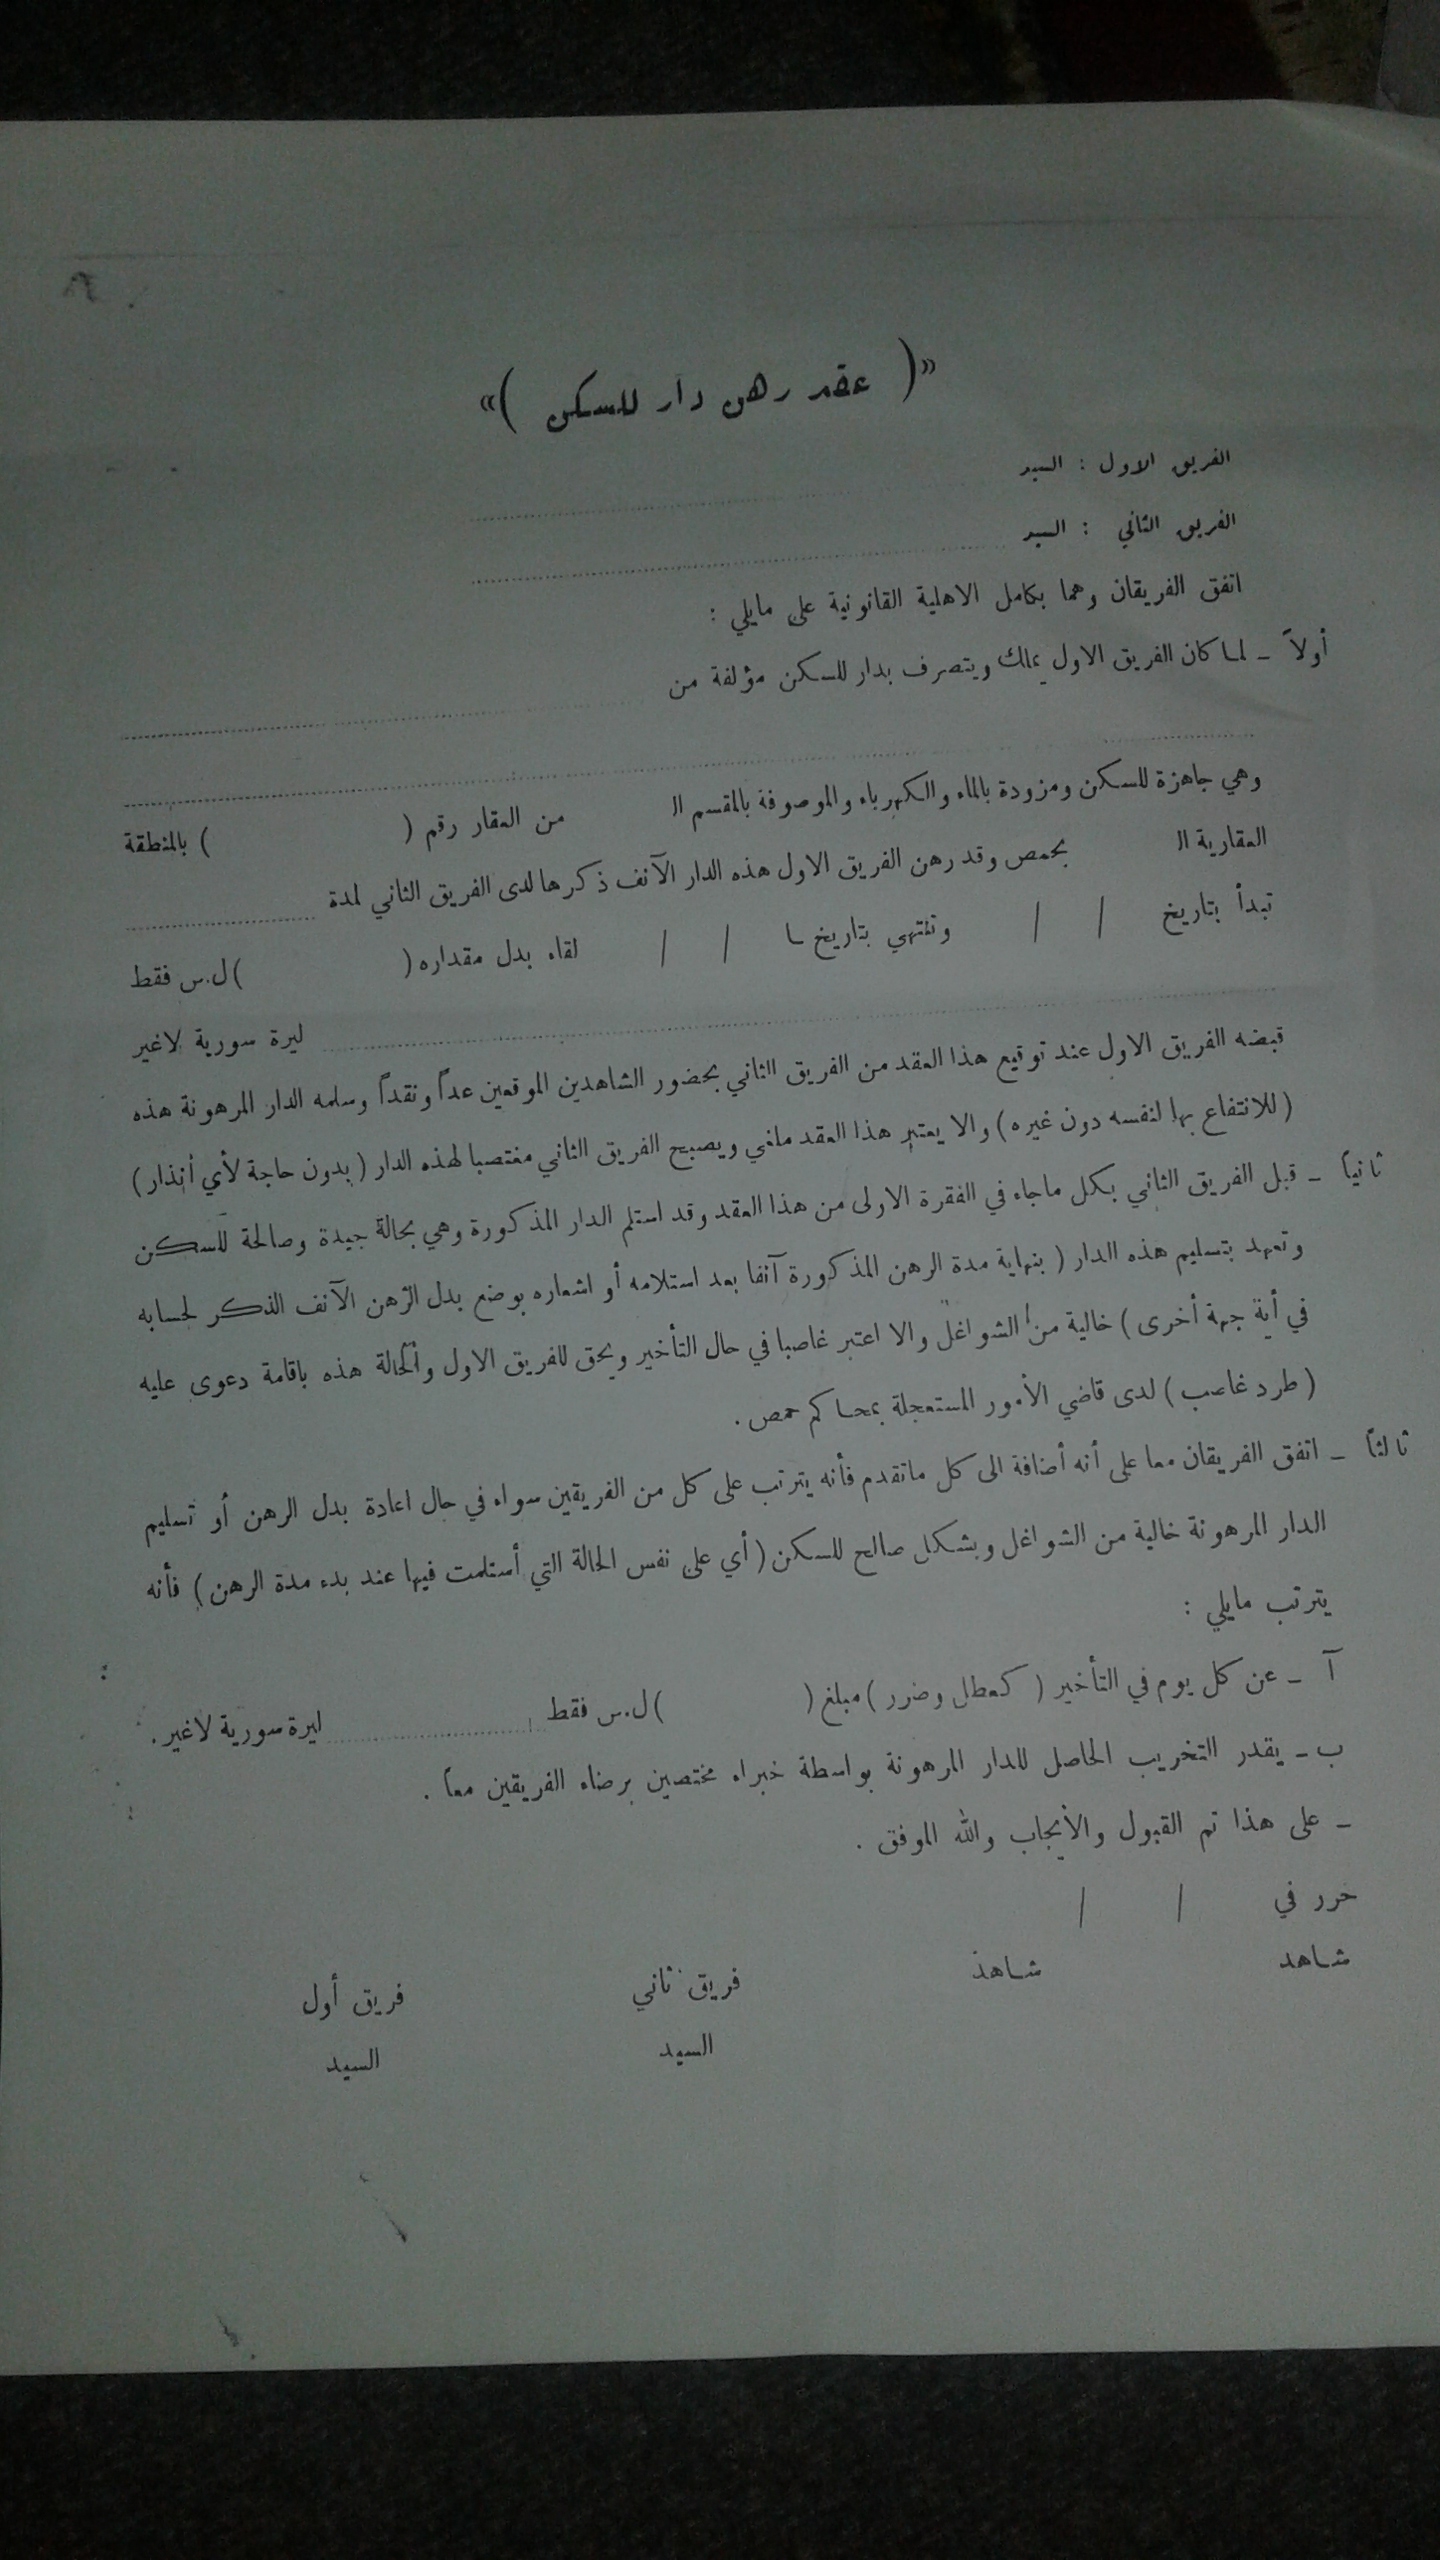 «( عقد رهن دار للسكن )»
الفريق الاول : السيد ....................
الفريق الثاني : السيد ....................
اتفق الفريقان وهما بكامل الاهلية القانونية على مايلي :
أولاً ـ لما كان الفريق الاول يملك ويتصرف بدار للسكن مؤلفة من ....................
....................
وهي جاهزة للسكن ومزودة بالماء والكهرباء والموصوفة بالمقسم الـ من العقار رقم ( ) بالمنطقة
العقارية الـ بحمص وقد رهن الفريق الاول هذه الدار الآنف ذكرها لدى الفريق الثاني لمدة ..........
تبدأ بتاريخ / / وتنتهي بتاريخ / / لقاء بدل مقداره ( ) ل.س فقط
.................... ليرة سورية لاغير
قبضه الفريق الاول عند توقيع هذا العقد من الفريق الثاني بحضور الشاهدين الموقعين عداً ونقداً وسلمه الدار المرهونة هذه
(للانتفاع بها لنفسه دون غيره) والا يعتبر هذا العقد ملغي ويصبح الفريق الثاني مغتصبا لهذه الدار ( بدون حاجة لأي أنذار )
ثانياً ـ قبل الفريق الثاني بكل ماجاء في الفقرة الاولى من هذا العقد وقد استلم الدار المذكورة وهي بحالة جيدة وصالحة للسكن
وتعهد بتسليم هذه الدار ( بنهاية مدة الرهن المذكورة آنفا بعد استلامه أو اشعاره بوضع بدل الرهن الآنف الذكر لحسابه
في أية جهة أخرى ) خالية من الشواغل والا اعتبر غاصبا في حال التأخير ويحق للفريق الاول والحالة هذه باقامة دعوى عليه
( طرد غاصب ) لدى قاضي الأمور المستعجلة بمحاكم حمص .
ثالثاً ـ اتفق الفريقان معا على أنه أضافة الى كل ماتقدم فأنه يترتب على كل من الفريقين سواء في حال اعادة بدل الرهن أو تسليم
الدار المرهونة خالية من الشواغل وبشكل صالح للسكن ( أي على نفس الحالة التي أستلمت فيها عند بدء مدة الرهن ) فأنه
يترتب مايلي :
آ ـ عن كل يوم في التأخير ( كعطل وضرر ) مبلغ ( ) ل.س فقط .................... ليرة سورية لاغير .
ب ـ يقدر التخريب الحاصل للدار المرهونة بواسطة خبراء مختصين برضاء الفريقين معاً .
ـ على هذا تم القبول والأيجاب والله الموفق .
حرر في / /
شاهد شاهد فريق ثاني فريق أول
السيد السيد